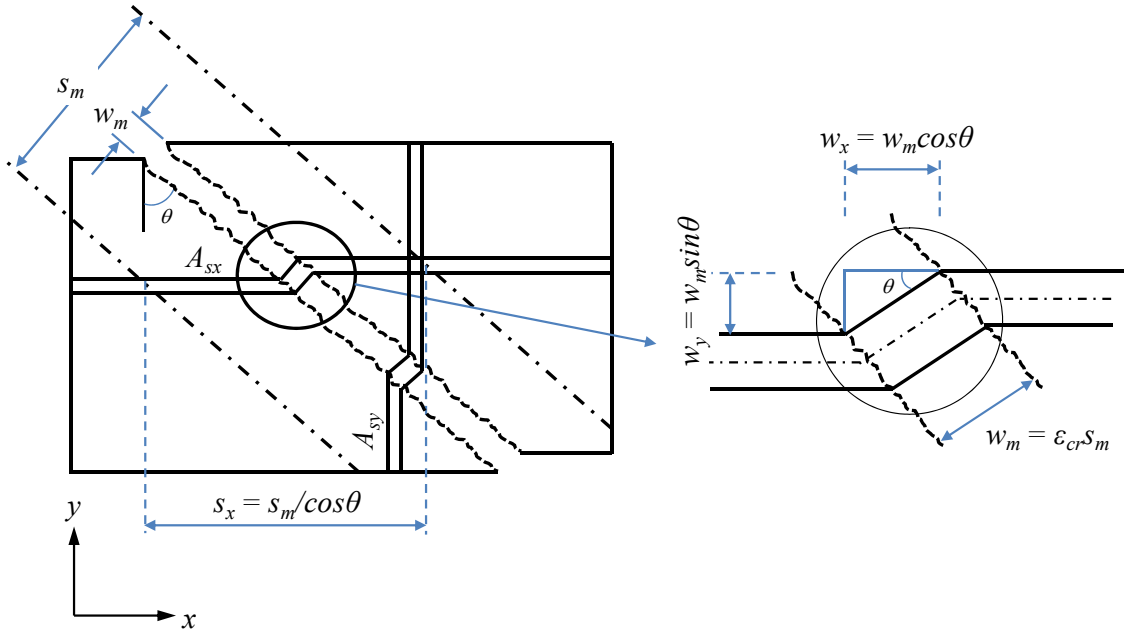 s_m
w_m
θ
A_sx
A_sy
s_x = s_m/cosθ
y
x
w_x = w_m cosθ
w_y = w_m sinθ
θ
w_m = ε_cr s_m